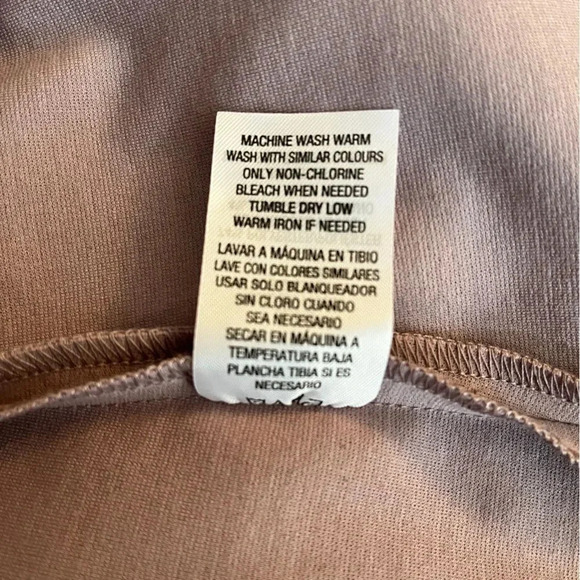 MACHINE WASH WARM
WASH WITH SIMILAR COLOURS
ONLY NON-CHLORINE
BLEACH WHEN NEEDED
TUMBLE DRY LOW
WARM IRON IF NEEDED
LAVAR A MÁQUINA EN TIBIO
LAVE CON COLORES SIMILARES
USAR SOLO BLANQUEADOR
SIN CLORO CUANDO
SEA NECESARIO
SECAR EN MÁQUINA A
TEMPERATURA BAJA
PLANCHA TIBIA SI ES
NECESARIO